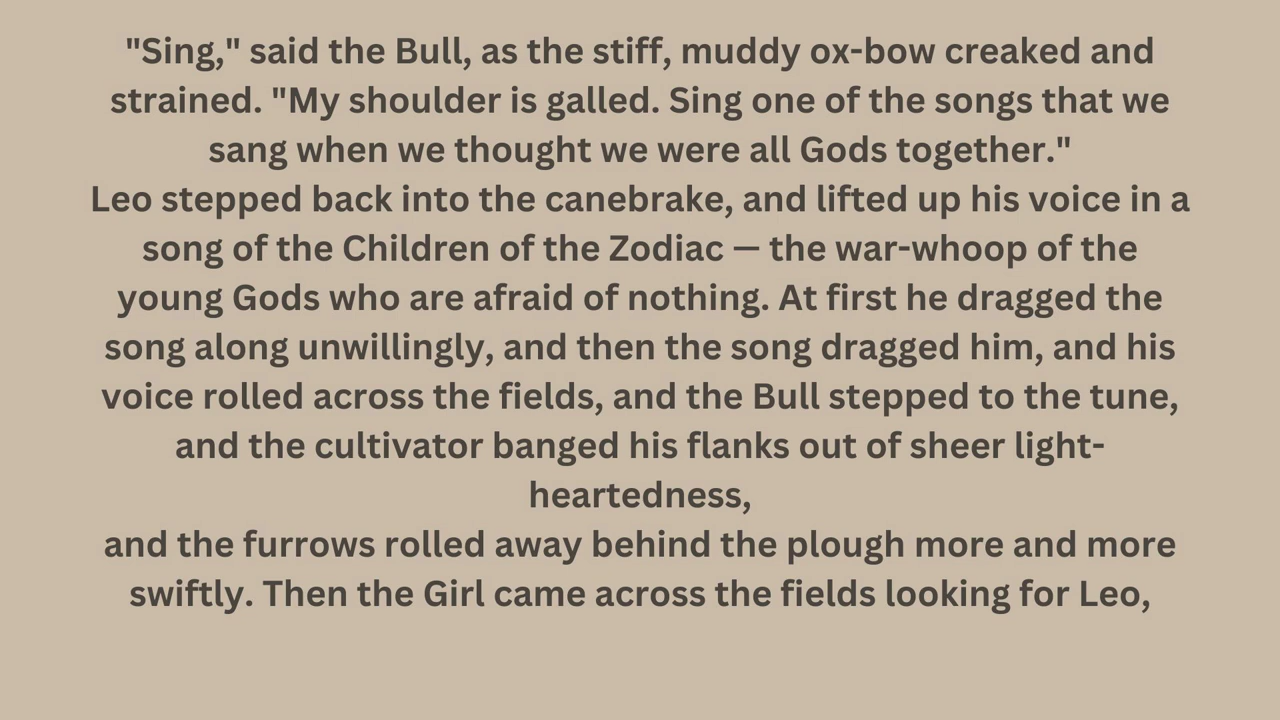 "Sing," said the Bull, as the stiff, muddy ox-bow creaked and
strained. "My shoulder is galled. Sing one of the songs that we
sang when we thought we were all Gods together."
Leo stepped back into the canebrake, and lifted up his voice in a
song of the Children of the Zodiac — the war-whoop of the
young Gods who are afraid of nothing. At first he dragged the
song along unwillingly, and then the song dragged him, and his
voice rolled across the fields, and the Bull stepped to the tune,
and the cultivator banged his flanks out of sheer light-
heartedness,
and the furrows rolled away behind the plough more and more
swiftly. Then the Girl came across the fields looking for Leo,